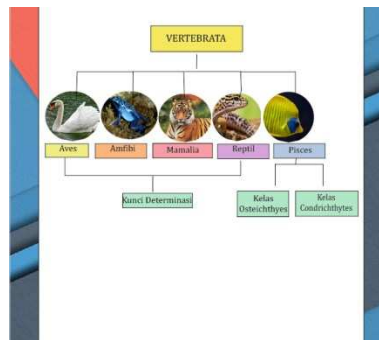 VERTEBRATA
Aves
Amfibi
Mamalia
Reptil
Pisces
Kunci Determinasi
Kelas
Osteichthyes
Kelas
Condrichthytes